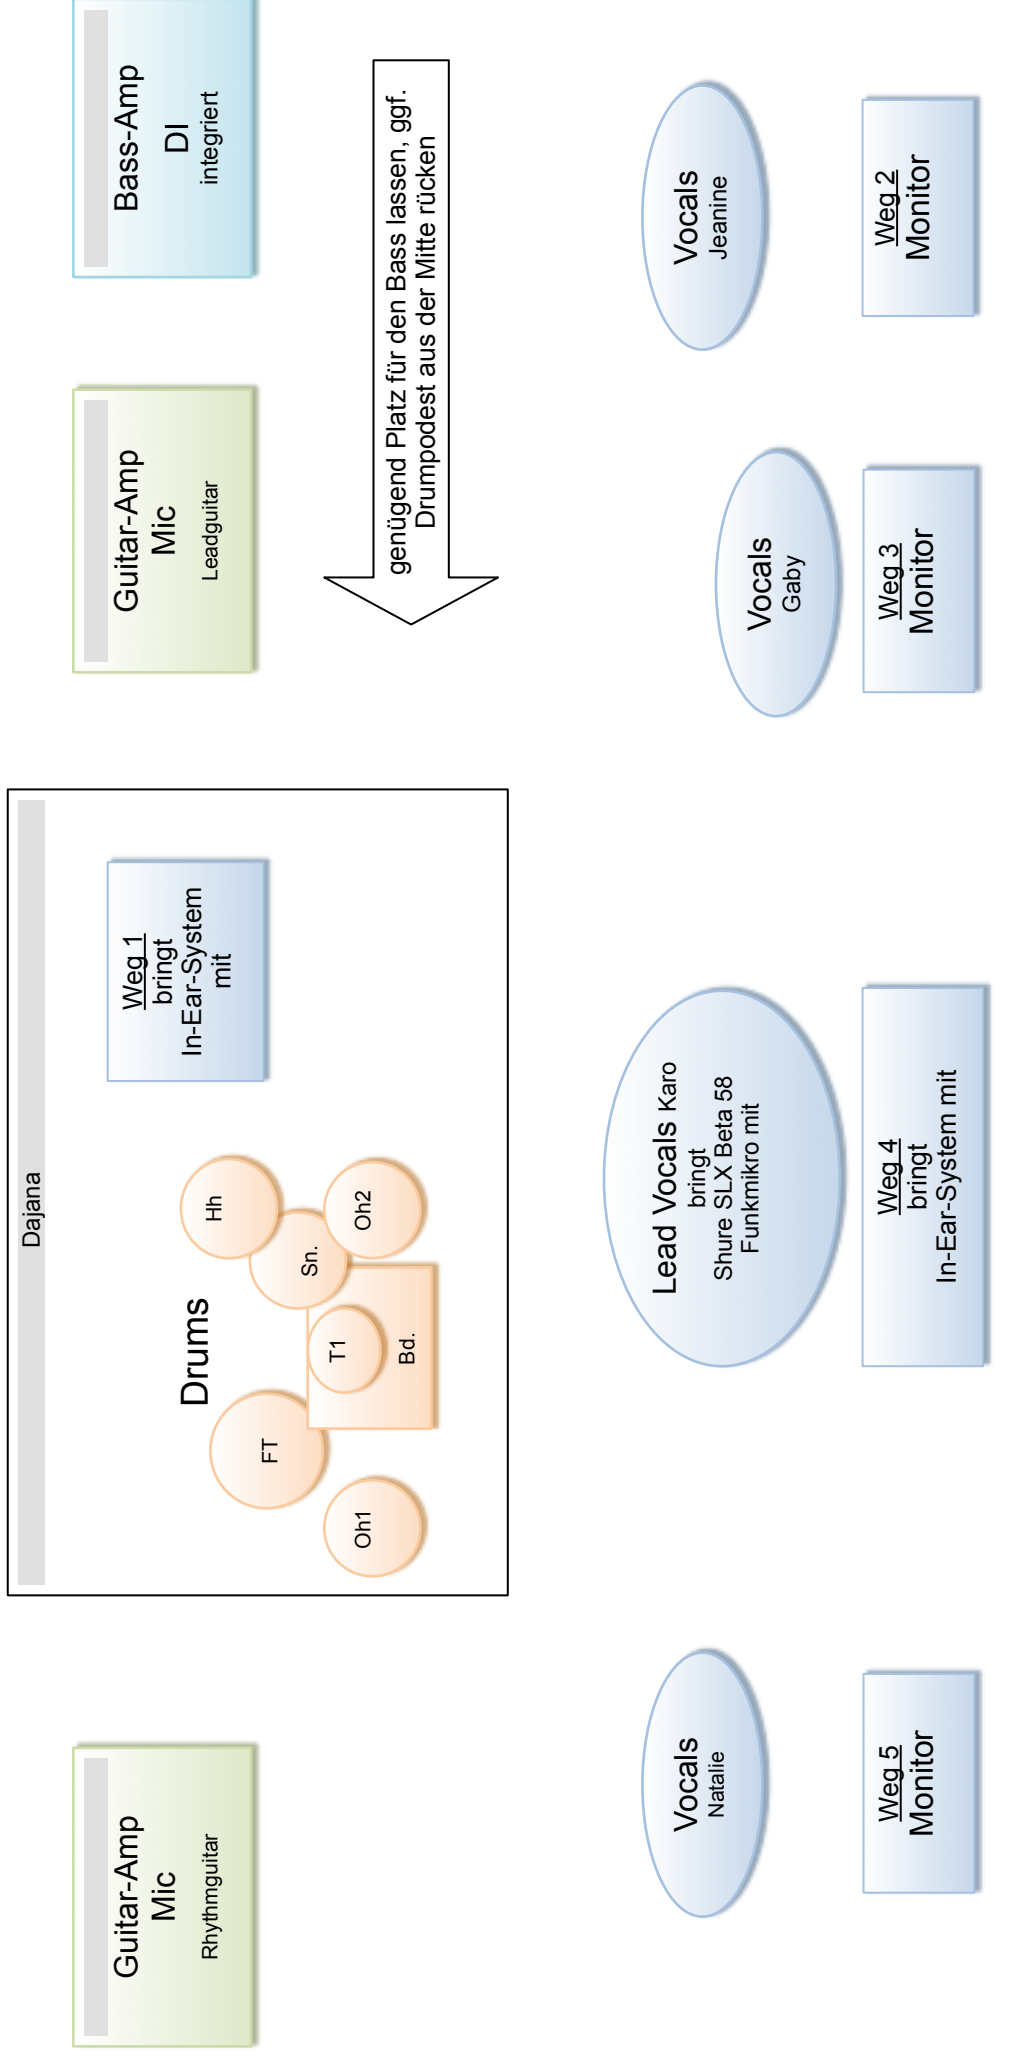 Dajana
Guitar-Amp
Mic
Rhythmguitar
Drums
FT
Oh1
T1
Bd.
Sn.
Hh
Oh2
Weg 1
bringt
In-Ear-System
mit
Guitar-Amp
Mic
Leadguitar
Bass-Amp
DI
integriert
genügend Platz für den Bass lassen, ggf.
Drumpodest aus der Mitte rücken
Vocals
Natalie
Lead Vocals Karo
bringt
Shure SLX Beta 58
Funkmikro mit
Vocals
Gaby
Vocals
Jeanine
Weg 5
Monitor
Weg 4
bringt
In-Ear-System mit
Weg 3
Monitor
Weg 2
Monitor